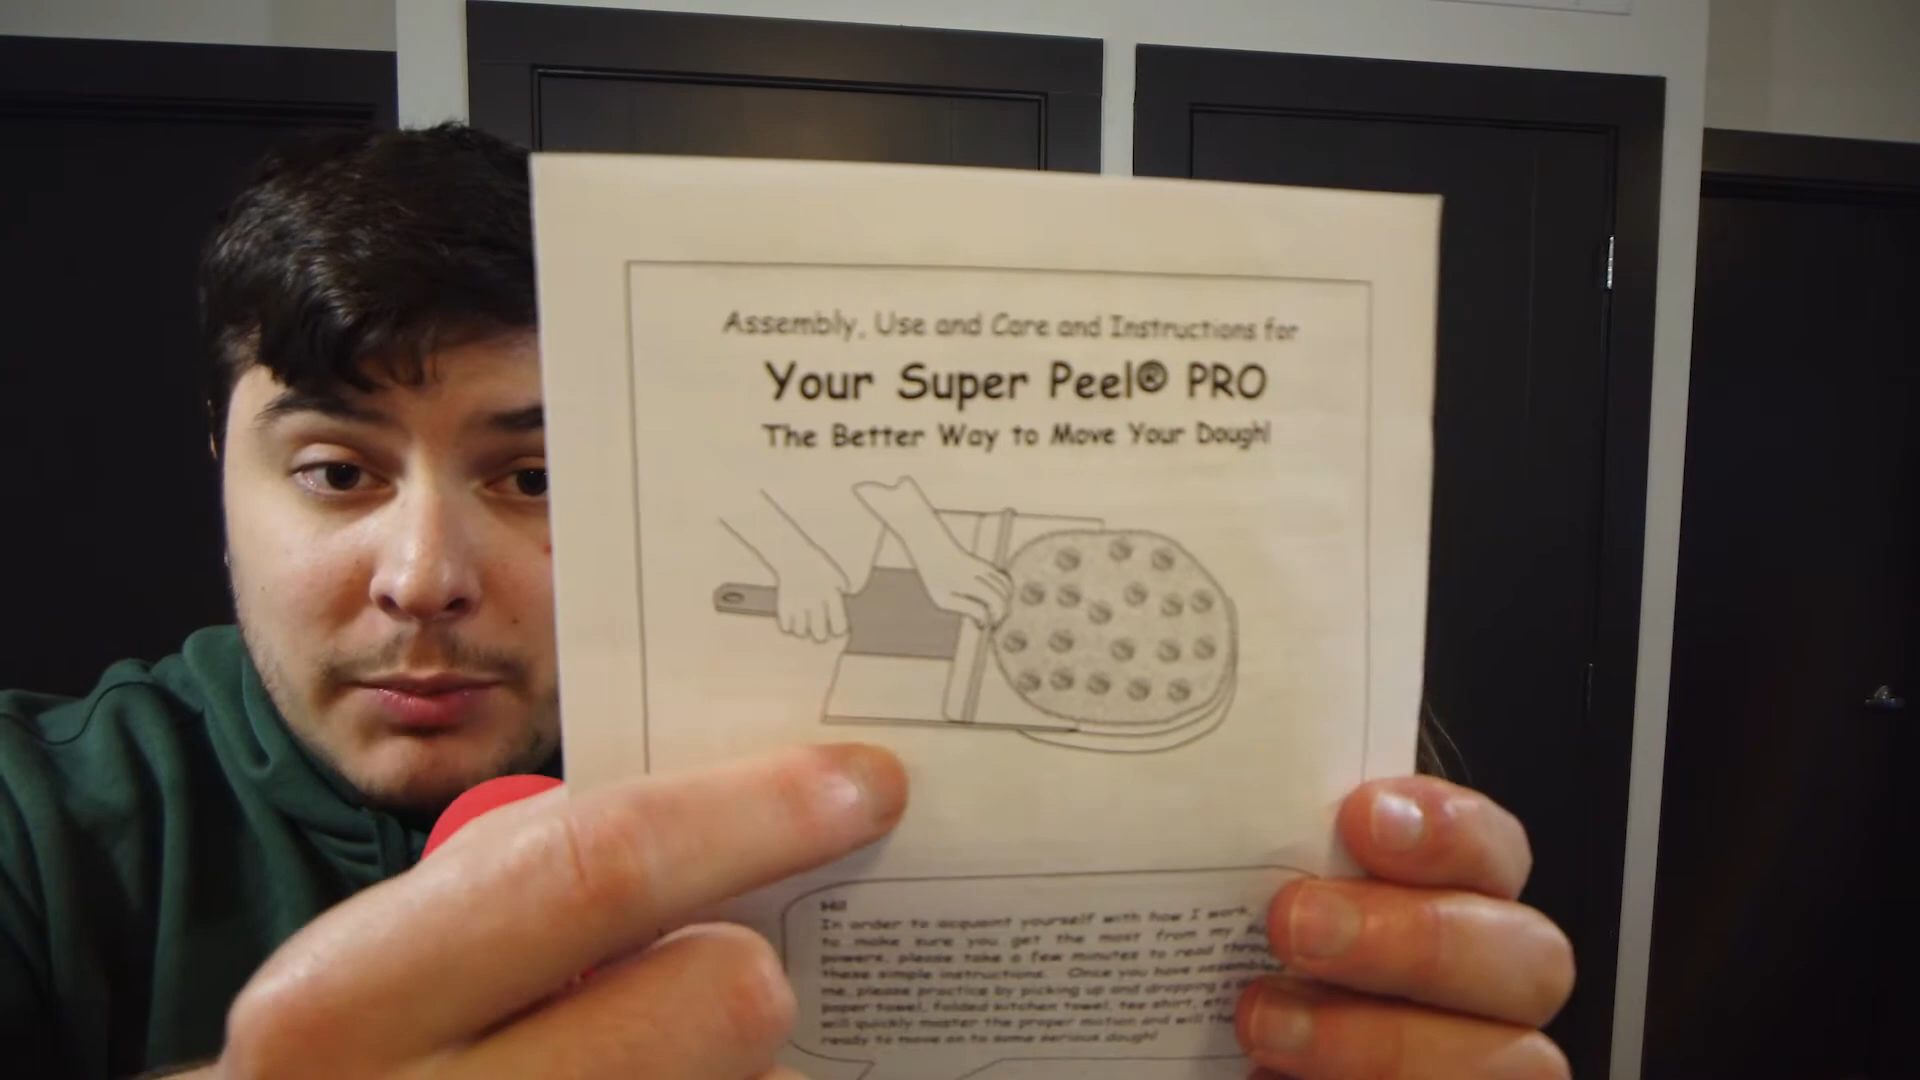 Assembly, Use and Care and Instructions for
Your Super Peel® PRO
The Better Way to Move Your Dough!
Hi!
In order to acquaint yourself with how I work,
to make sure you get the most from my
powers, please take a few minutes to read through
these simple instructions. Once you have assembled
me, please practice by picking up and dropping a
paper towel, folded kitchen towel, tee shirt, etc.
will quickly master the proper motion and will
ready to move on to some serious dough!